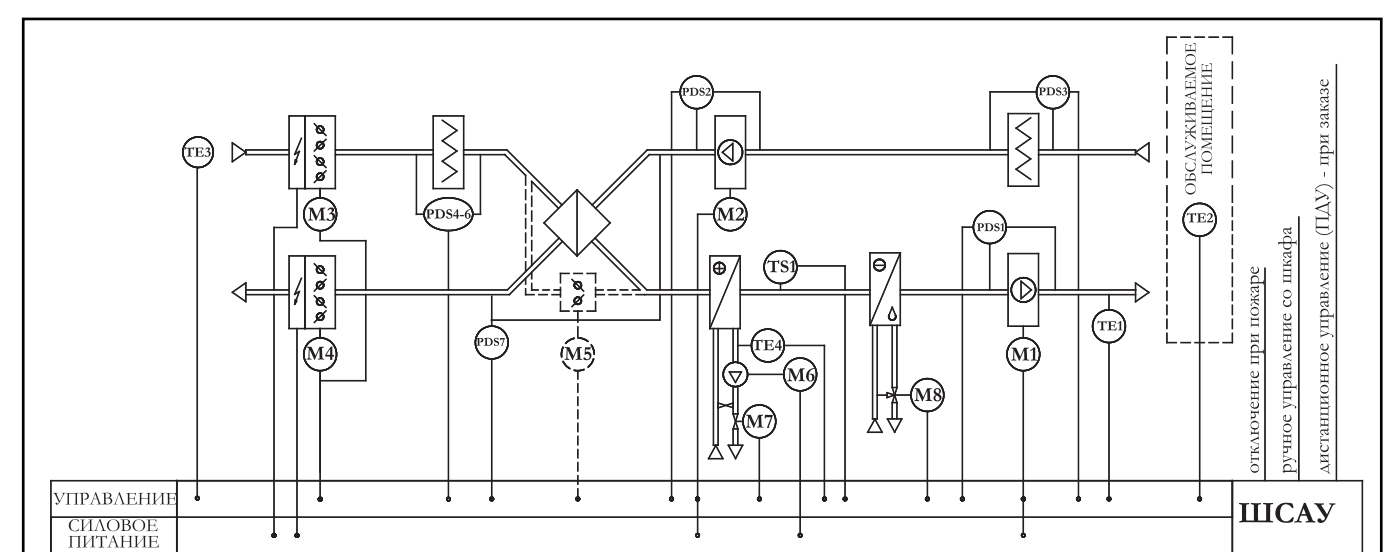 PDS2
PDS3
ОБСЛУЖИВАЕМОЕ
ПОМЕЩЕНИЕ
TE3
M3
PDS4-6
M2
TE2
PDS1
TS1
PDS7
M4
M5
TE4
M6
M7
M8
M1
TE1
отключение при пожаре
ручное управление со шкафа
дистанционное управление (ПДУ) - при заказе
УПРАВЛЕНИЕ
СИЛОВОЕ
ПИТАНИЕ
ШСАУ